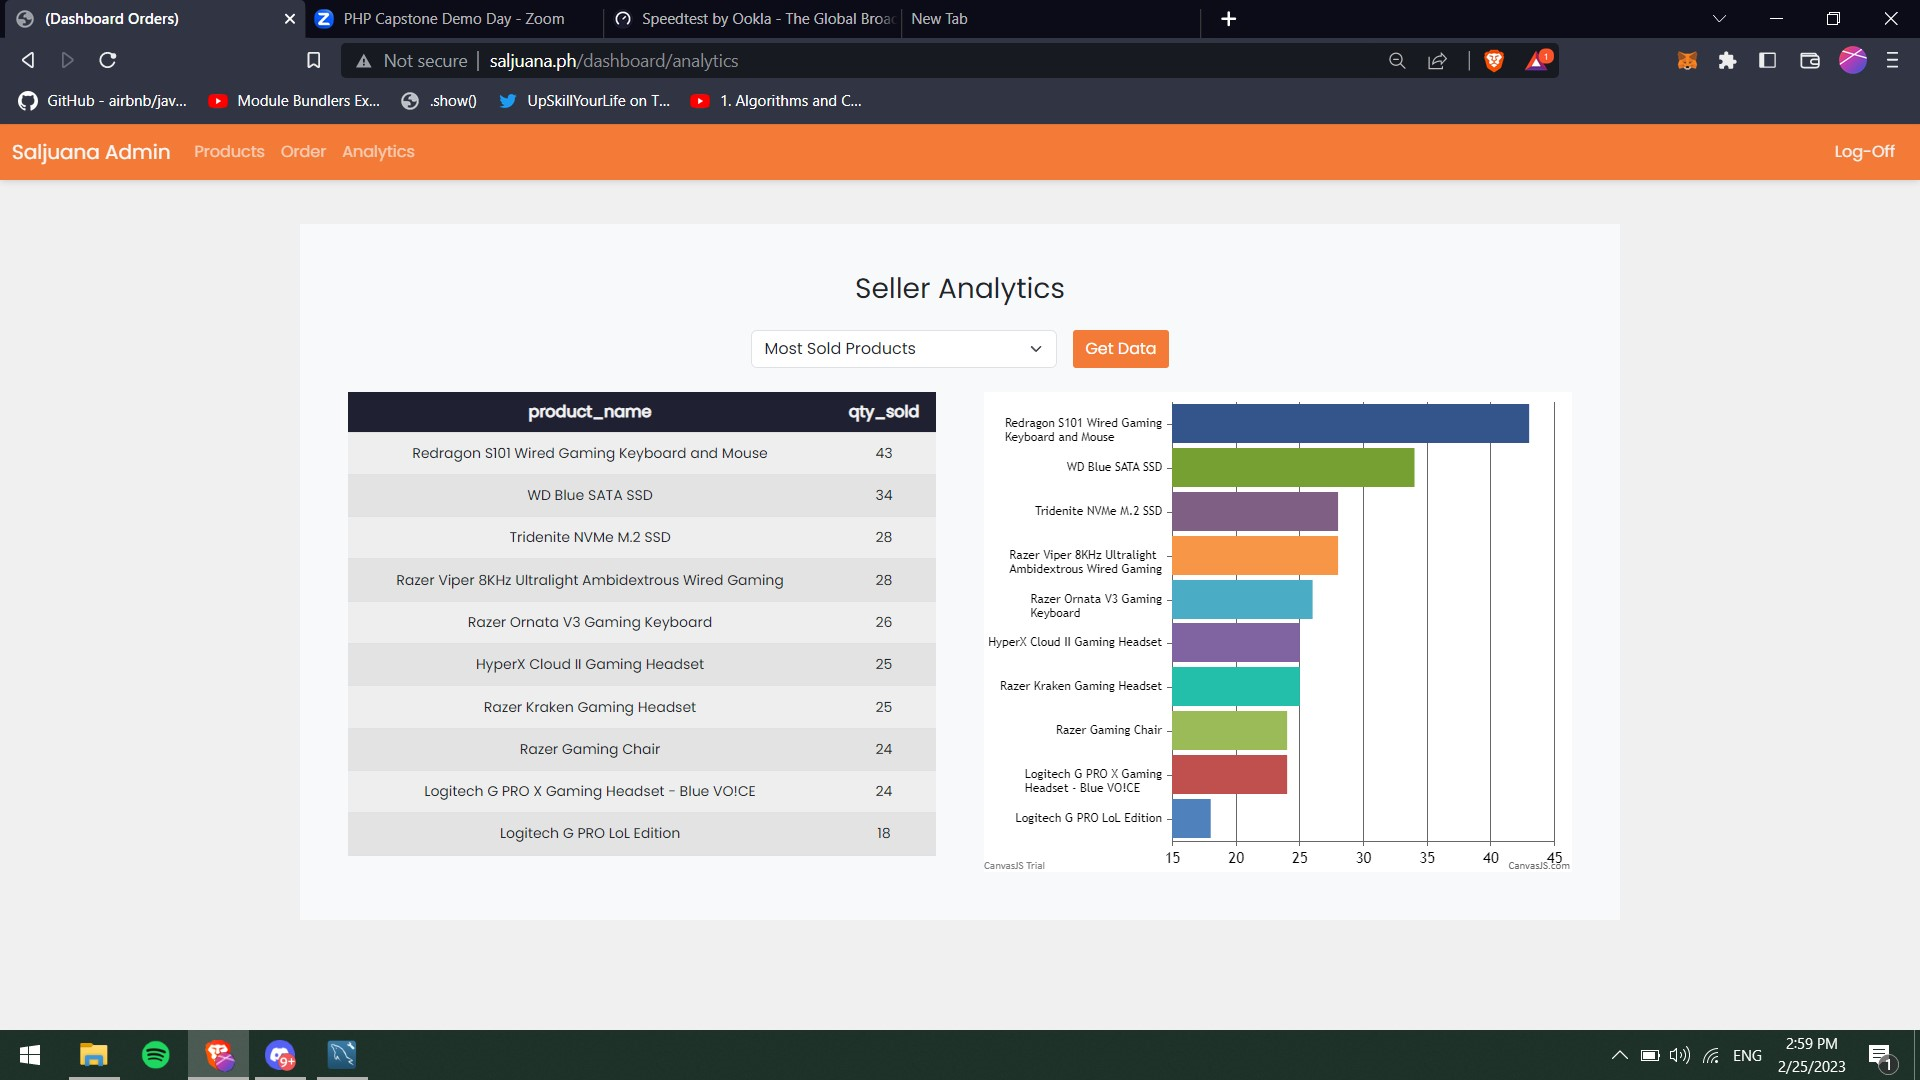 (Dashboard Orders)
PHP Capstone Demo Day - Zoom
Speedtest by Ookla - The Global Broa
New Tab
Not secure
saljuana.ph/dashboard/analytics
1
GitHub - airbnb/jav...
Module Bundlers Ex...
.show()
UpSkillYourLife on T...
1. Algorithms and C...
Saljuana Admin
Products
Order
Analytics
Log-Off
Seller Analytics
Most Sold Products
Get Data
product_name qty_sold
Redragon S101 Wired Gaming Keyboard and Mouse 43
WD Blue SATA SSD 34
Tridenite NVMe M.2 SSD 28
Razer Viper 8KHz Ultralight Ambidextrous Wired Gaming 28
Razer Ornata V3 Gaming Keyboard 26
HyperX Cloud II Gaming Headset 25
Razer Kraken Gaming Headset 25
Razer Gaming Chair 24
Logitech G PRO X Gaming Headset - Blue VO!CE 24
Logitech G PRO LoL Edition 18
Redragon S101 Wired Gaming
Keyboard and Mouse
WD Blue SATA SSD
Tridenite NVMe M.2 SSD
Razer Viper 8KHz Ultralight
Ambidextrous Wired Gaming
Razer Ornata V3 Gaming
Keyboard
HyperX Cloud II Gaming Headset
Razer Kraken Gaming Headset
Razer Gaming Chair
Logitech G PRO X Gaming
Headset - Blue VO!CE
Logitech G PRO LoL Edition
15 20 25 30 35 40 45
CanvasJS Trial
CanvasJS.com
9+
ENG
2:59 PM
2/25/2023
1